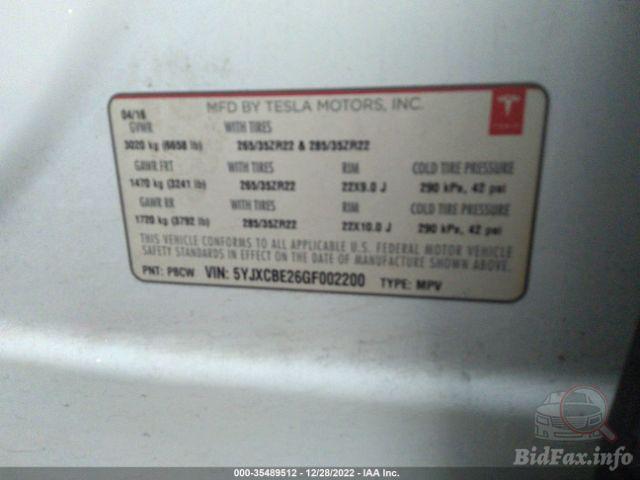 MFD BY TESLA MOTORS, INC.
TESLA
04/16
GVWR WITH TIRES
3020 kg (6658 lb) 265/35ZR22 & 285/35ZR22
GAWR FRT WITH TIRES RIM COLD TIRE PRESSURE
1470 kg (3241 lb) 265/35ZR22 22X9.0 J 290 kPa, 42 psi
GAWR RR WITH TIRES RIM COLD TIRE PRESSURE
1720 kg (3792 lb) 285/35ZR22 22X10.0 J 290 kPa, 42 psi
THIS VEHICLE CONFORMS TO ALL APPLICABLE U.S. FEDERAL MOTOR VEHICLE
SAFETY STANDARDS IN EFFECT ON THE DATE OF MANUFACTURE SHOWN ABOVE.
PNT: PBCW VIN: 5YJXCBE26GF002200 TYPE: MPV
BidFax.info
000-35489512 - 12/28/2022 - IAA Inc.